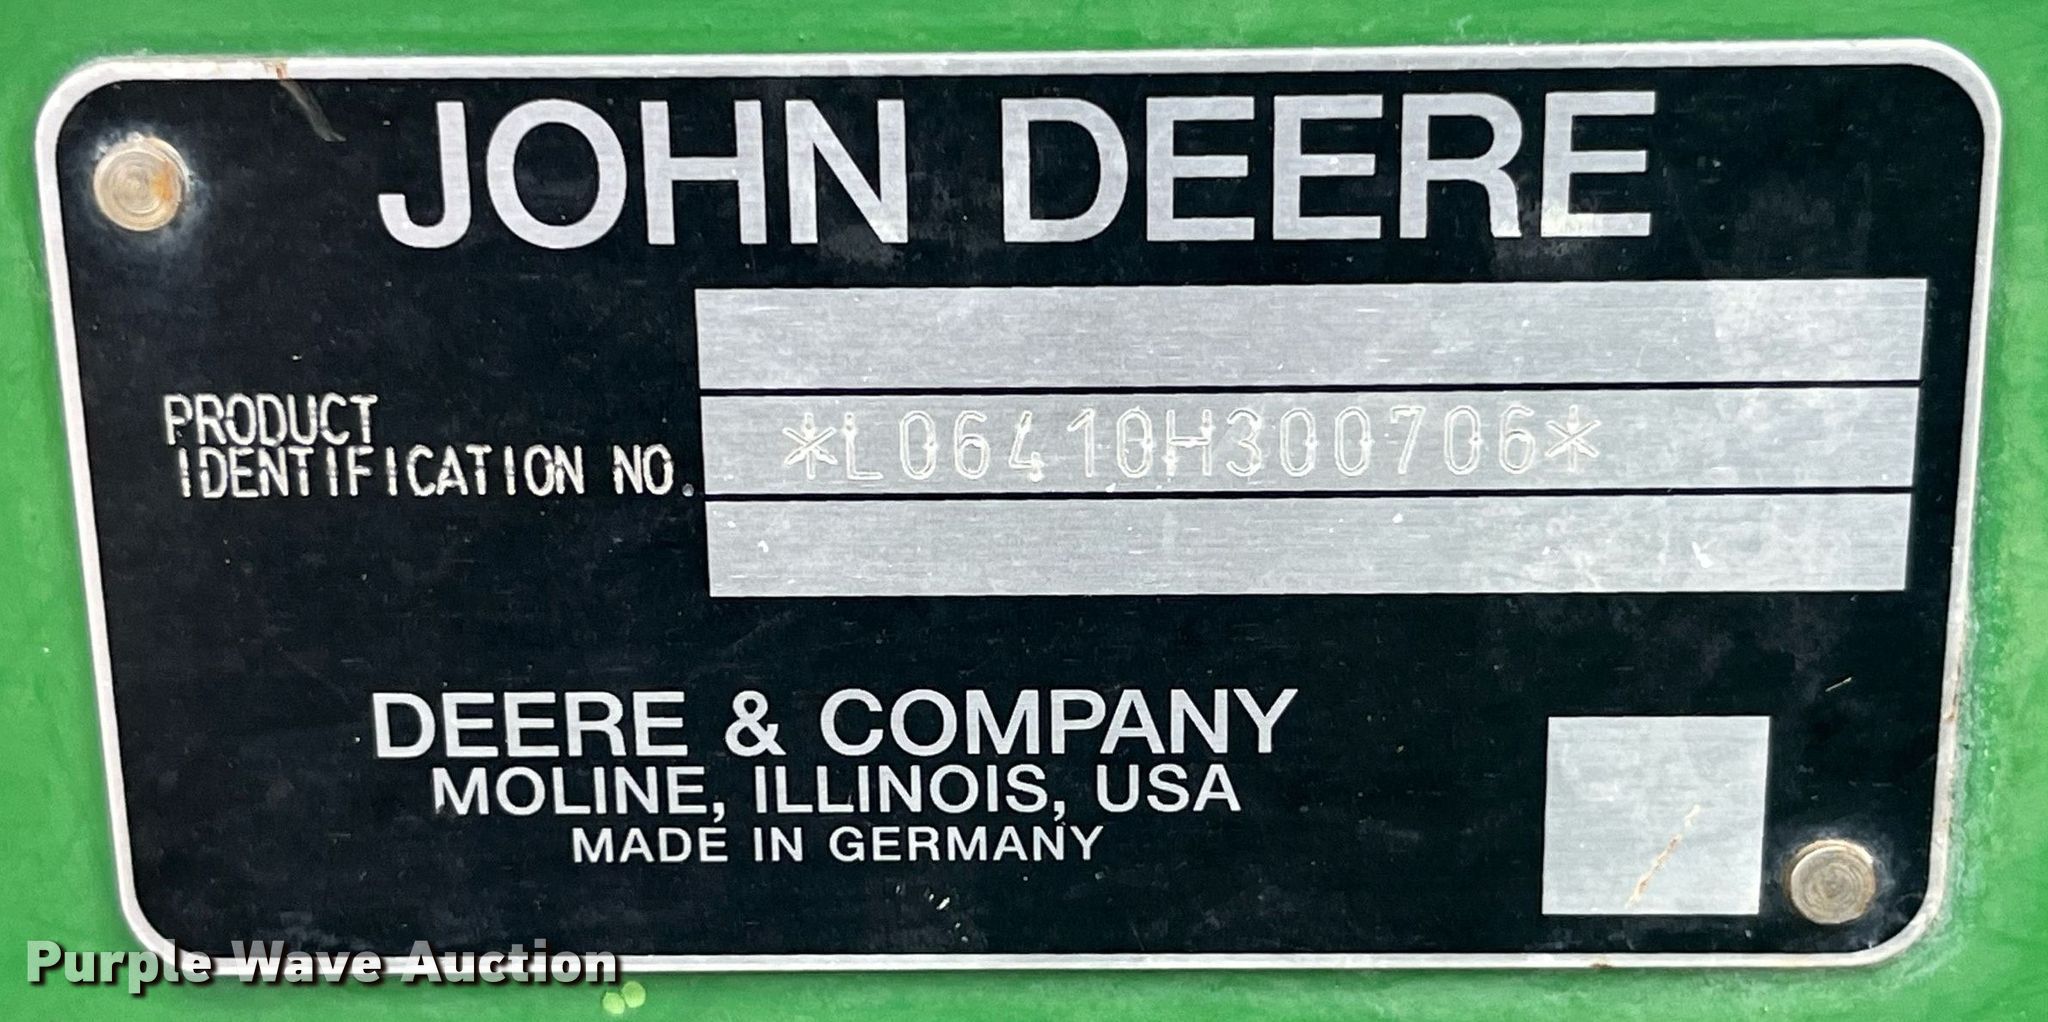 JOHN DEERE
PRODUCT
IDENTIFICATION NO.
*L06410H300706*
DEERE & COMPANY
MOLINE, ILLINOIS, USA
MADE IN GERMANY
Purple Wave Auction